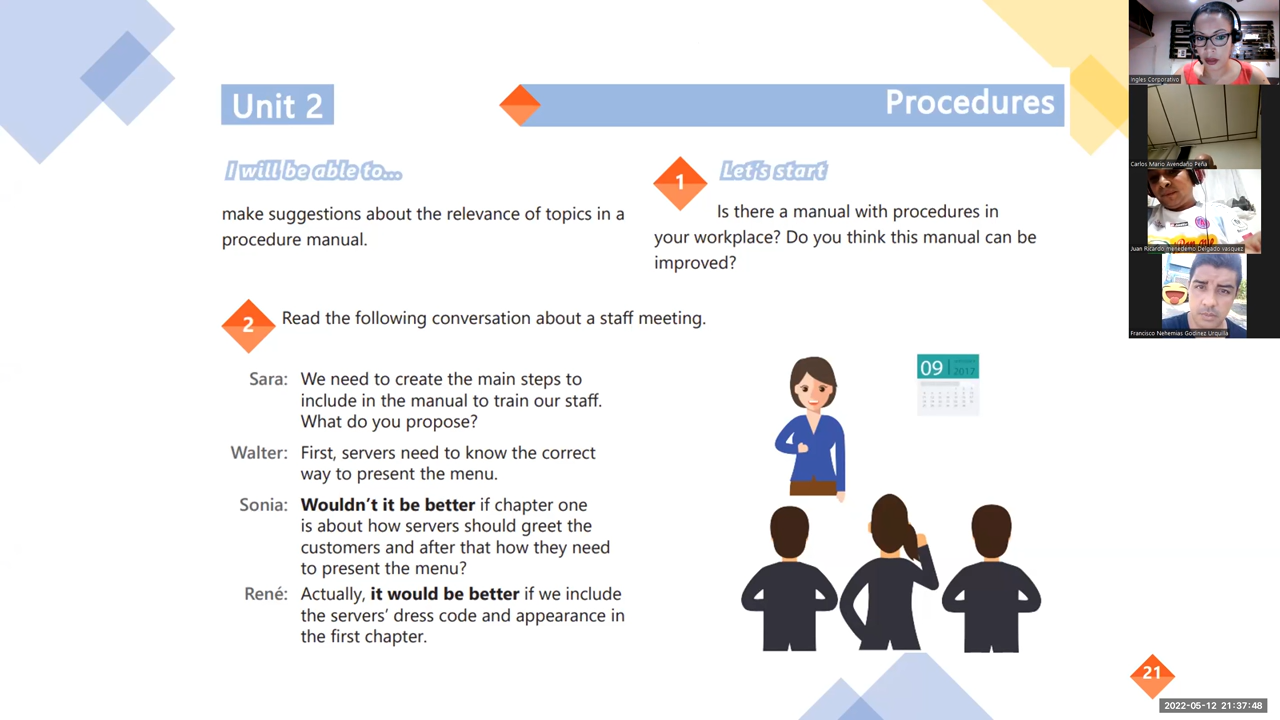 Unit 2
Procedures
I will be able to...
make suggestions about the relevance of topics in a
procedure manual.
1
Let's start
Is there a manual with procedures in
your workplace? Do you think this manual can be
improved?
2
Read the following conversation about a staff meeting.
Sara: We need to create the main steps to
include in the manual to train our staff.
What do you propose?
Walter: First, servers need to know the correct
way to present the menu.
Sonia: Wouldn't it be better if chapter one
is about how servers should greet the
customers and after that how they need
to present the menu?
René: Actually, it would be better if we include
the servers' dress code and appearance in
the first chapter.
09
2017
21
Ingles Corporativo
Carlos Mario Avendaño Peña
Juan Ricardo menedemo Delgado vasquez
Francisco Nehemias Godinez Urquilla
2022-05-12 21:37:48